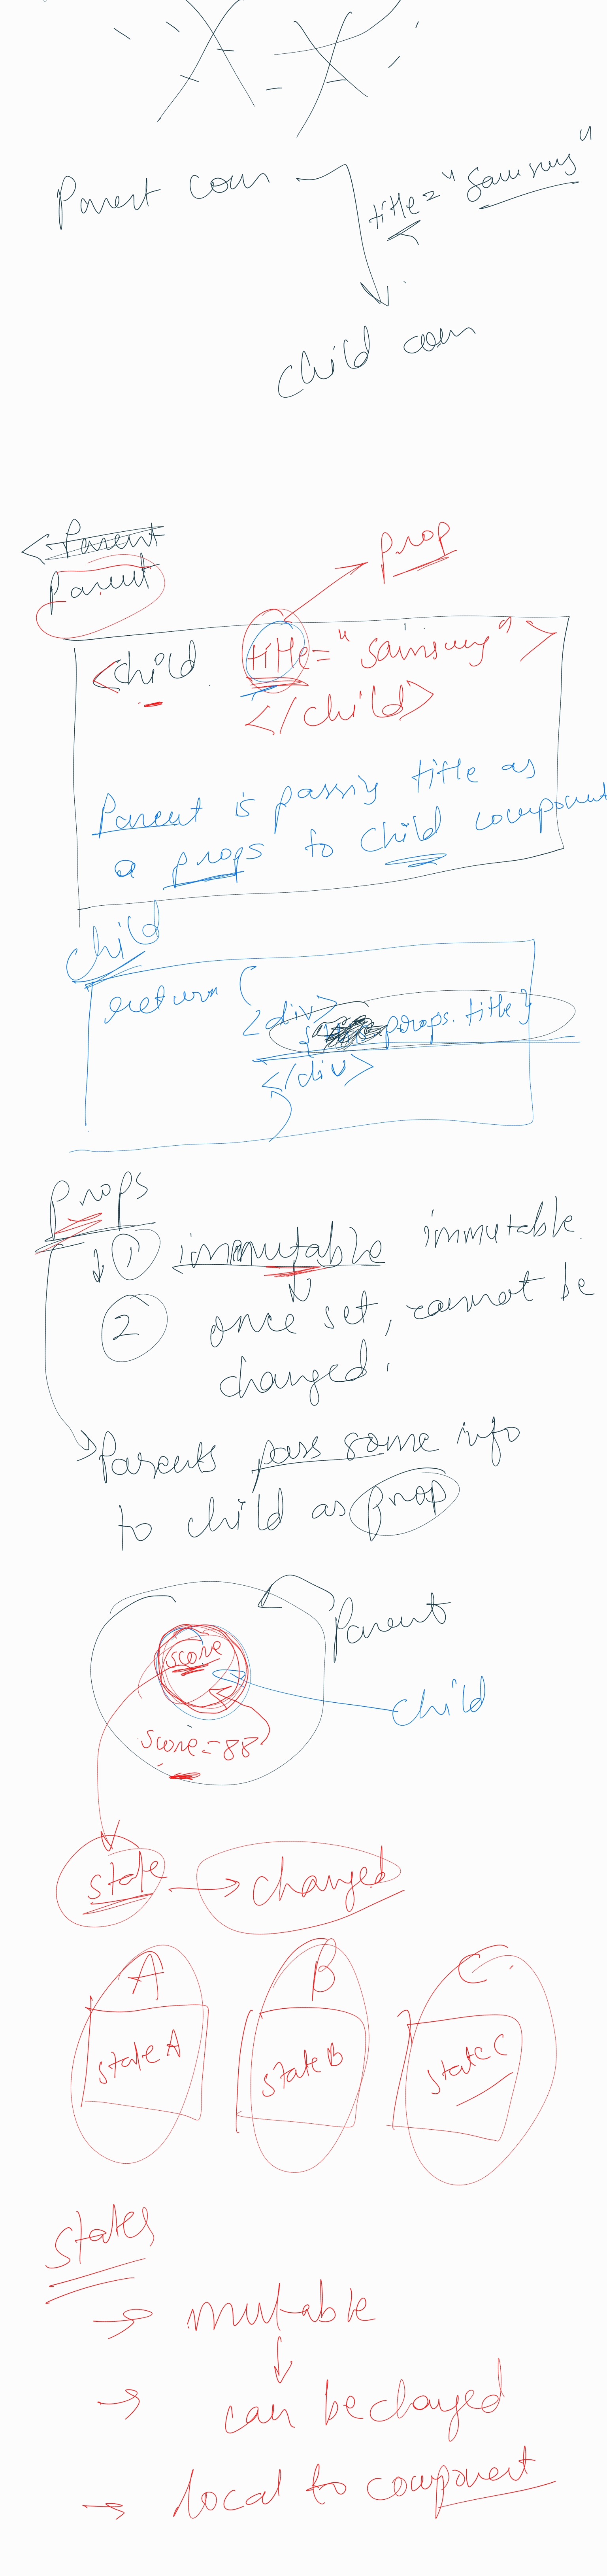 Parent com
title="Samsung"
child com
<Parent
Parent
Prop
<child title="Samsung">
</child>
Parent is passing title as
a props to child component
child
return (
<div>
{props.title}
</div>
Props
1 immutable immutable
2 once set, cannot be
changed.
Parents pass some info
to child as prop
Parent
score
child
score=88
state → changed
A B C
state A state B state C
states
→ mutable
→ can be changed
→ local to component